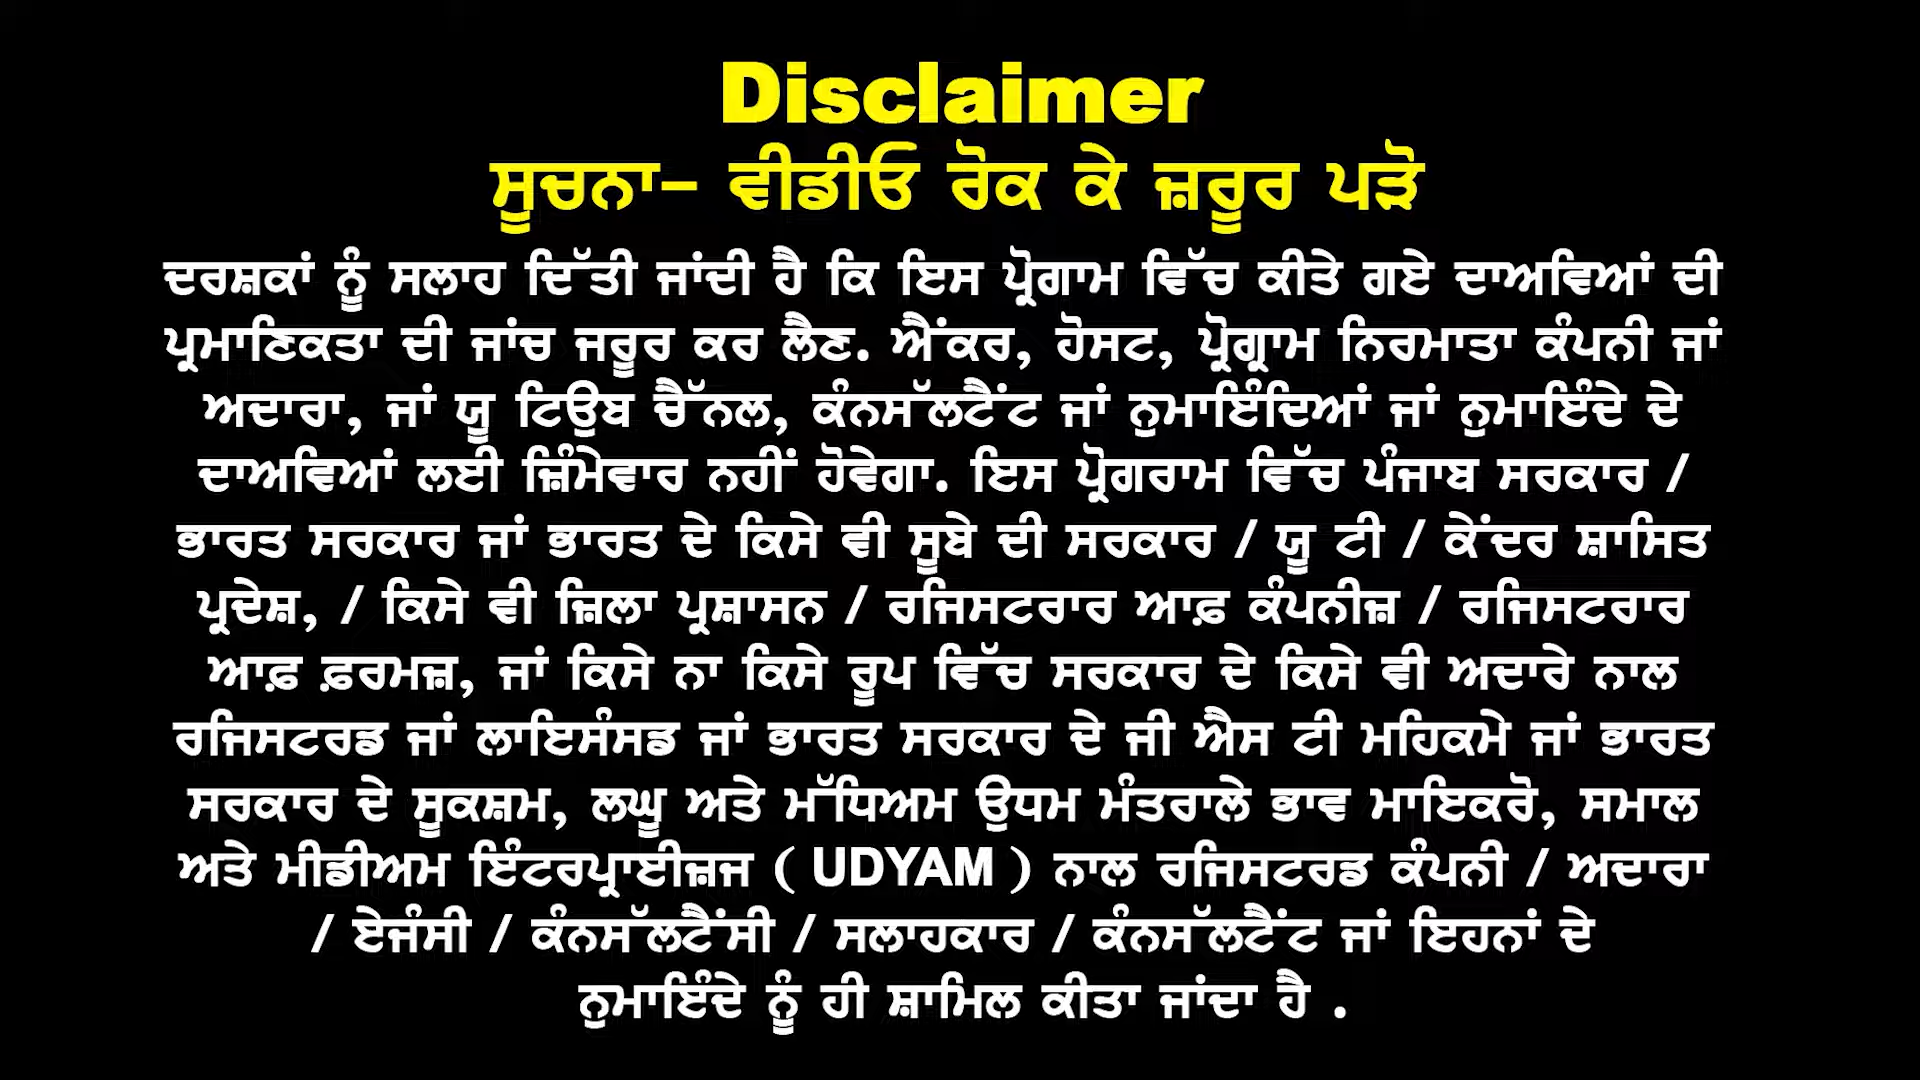 Disclaimer
ਸੂਚਨਾ- ਵੀਡੀਓ ਰੋਕ ਕੇ ਜ਼ਰੂਰ ਪੜੋ
ਦਰਸ਼ਕਾਂ ਨੂੰ ਸਲਾਹ ਦਿੱਤੀ ਜਾਂਦੀ ਹੈ ਕਿ ਇਸ ਪ੍ਰੋਗਾਮ ਵਿੱਚ ਕੀਤੇ ਗਏ ਦਾਅਵਿਆਂ ਦੀ
ਪ੍ਰਮਾਣਿਕਤਾ ਦੀ ਜਾਂਚ ਜਰੂਰ ਕਰ ਲੈਣ. ਐਂਕਰ, ਹੋਸਟ, ਪ੍ਰੋਗ੍ਰਾਮ ਨਿਰਮਾਤਾ ਕੰਪਨੀ ਜਾਂ
ਅਦਾਰਾ, ਜਾਂ ਯੂ ਟਿਊਬ ਚੈੱਨਲ, ਕੰਨਸੱਲਟੈਂਟ ਜਾਂ ਨੁਮਾਇੰਦਿਆਂ ਜਾਂ ਨੁਮਾਇੰਦੇ ਦੇ
ਦਾਅਵਿਆਂ ਲਈ ਜ਼ਿੰਮੇਵਾਰ ਨਹੀਂ ਹੋਵੇਗਾ. ਇਸ ਪ੍ਰੋਗਰਾਮ ਵਿੱਚ ਪੰਜਾਬ ਸਰਕਾਰ /
ਭਾਰਤ ਸਰਕਾਰ ਜਾਂ ਭਾਰਤ ਦੇ ਕਿਸੇ ਵੀ ਸੂਬੇ ਦੀ ਸਰਕਾਰ / ਯੂ ਟੀ / ਕੇਂਦਰ ਸ਼ਾਸਿਤ
ਪ੍ਰਦੇਸ਼, / ਕਿਸੇ ਵੀ ਜ਼ਿਲਾ ਪ੍ਰਸ਼ਾਸਨ / ਰਜਿਸਟਰਾਰ ਆਫ਼ ਕੰਪਨੀਜ਼ / ਰਜਿਸਟਰਾਰ
ਆਫ਼ ਫ਼ਰਮਜ਼, ਜਾਂ ਕਿਸੇ ਨਾ ਕਿਸੇ ਰੂਪ ਵਿੱਚ ਸਰਕਾਰ ਦੇ ਕਿਸੇ ਵੀ ਅਦਾਰੇ ਨਾਲ
ਰਜਿਸਟਰਡ ਜਾਂ ਲਾਇਸੰਸਡ ਜਾਂ ਭਾਰਤ ਸਰਕਾਰ ਦੇ ਜੀ ਐਸ ਟੀ ਮਹਿਕਮੇ ਜਾਂ ਭਾਰਤ
ਸਰਕਾਰ ਦੇ ਸੂਕਸ਼ਮ, ਲਘੂ ਅਤੇ ਮੱਧਿਅਮ ਉਧਮ ਮੰਤਰਾਲੇ ਭਾਵ ਮਾਇਕਰੋ, ਸਮਾਲ
ਅਤੇ ਮੀਡੀਅਮ ਇੰਟਰਪ੍ਰਾਈਜ਼ਜ ( UDYAM ) ਨਾਲ ਰਜਿਸਟਰਡ ਕੰਪਨੀ / ਅਦਾਰਾ
/ ਏਜੰਸੀ / ਕੰਨਸੱਲਟੈਂਸੀ / ਸਲਾਹਕਾਰ / ਕੰਨਸੱਲਟੈਂਟ ਜਾਂ ਇਹਨਾਂ ਦੇ
ਨੁਮਾਇੰਦੇ ਨੂੰ ਹੀ ਸ਼ਾਮਿਲ ਕੀਤਾ ਜਾਂਦਾ ਹੈ .